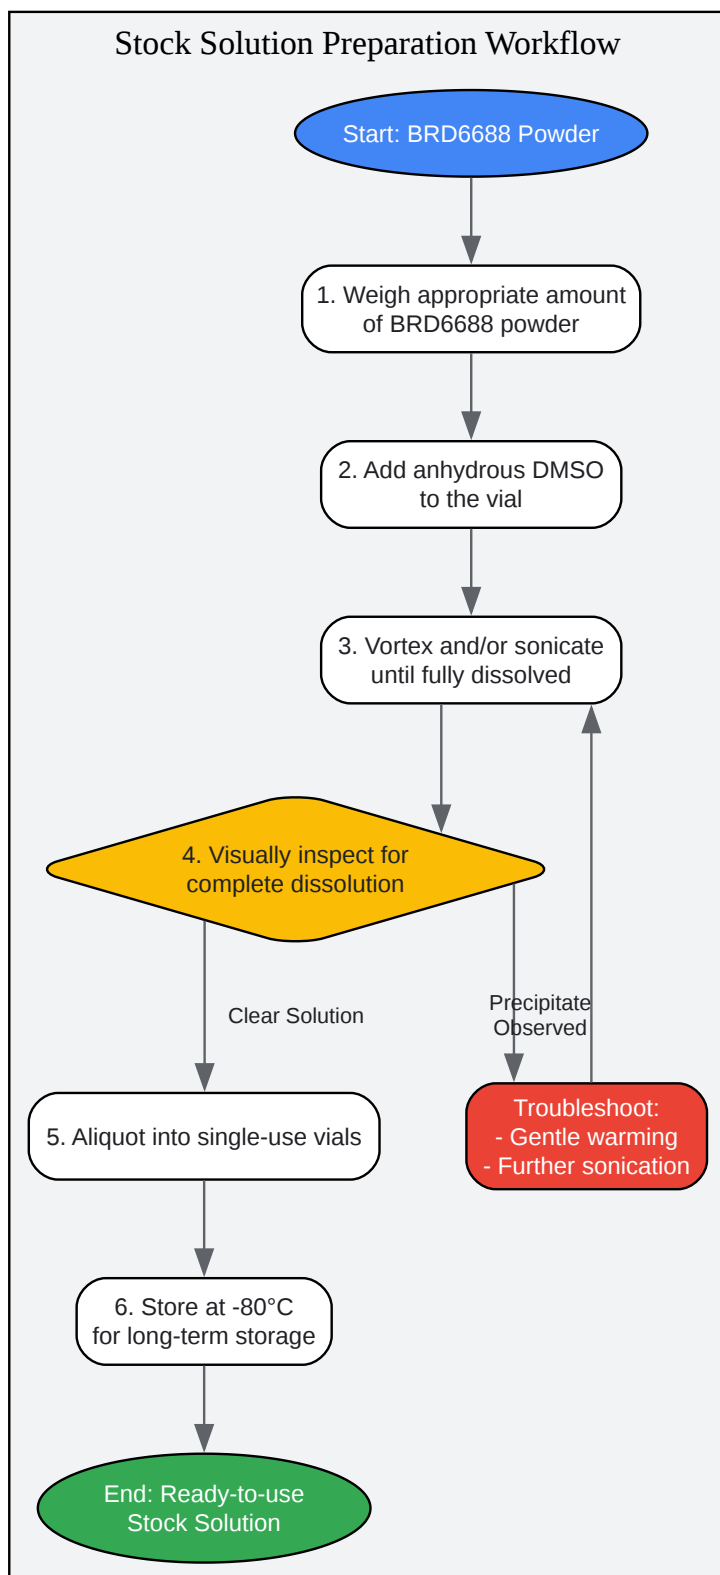 Stock Solution Preparation Workflow
Start: BRD6688 Powder
1. Weigh appropriate amount
of BRD6688 powder
2. Add anhydrous DMSO
to the vial
3. Vortex and/or sonicate
until fully dissolved
4. Visually inspect for
complete dissolution
Clear Solution
Precipitate
Observed
5. Aliquot into single-use vials
Troubleshoot:
- Gentle warming
- Further sonication
6. Store at -80°C
for long-term storage
End: Ready-to-use
Stock Solution